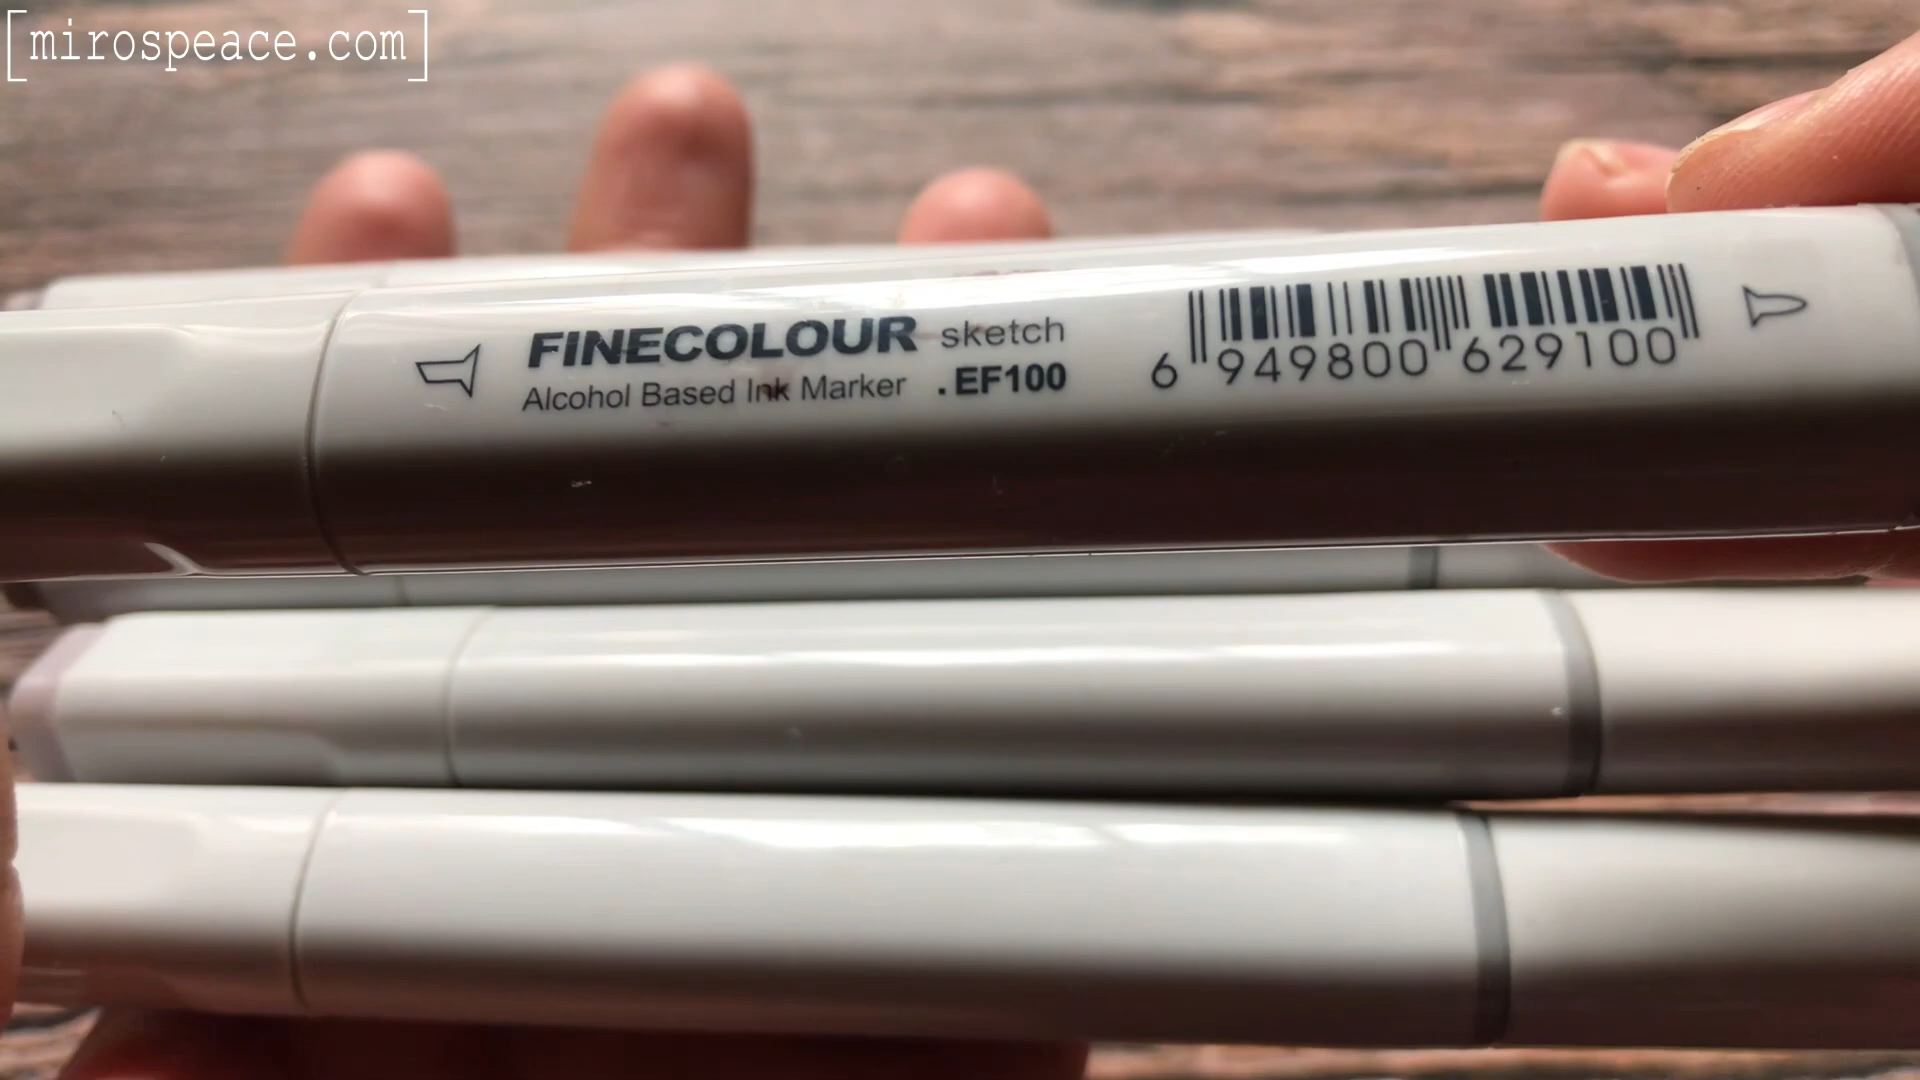 [mirospeace.com]
FINECOLOUR sketch
Alcohol Based Ink Marker .EF100
6 949800 629100